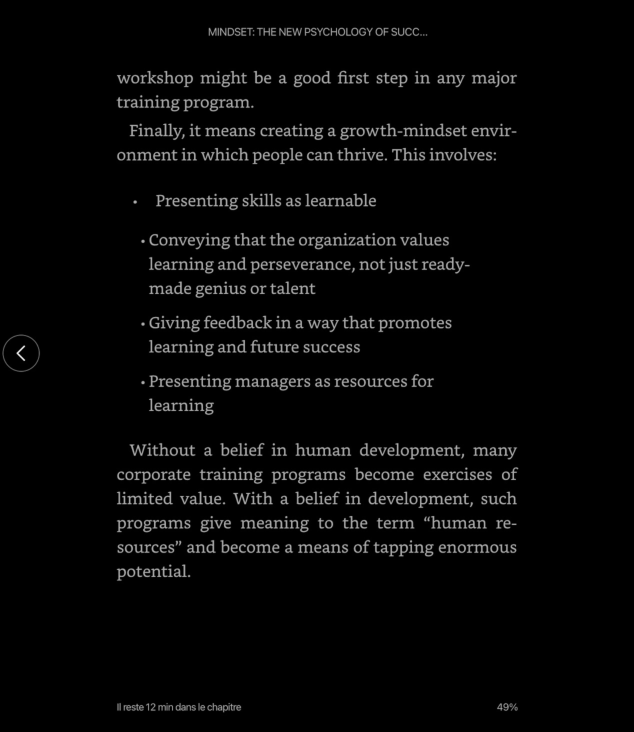 MINDSET: THE NEW PSYCHOLOGY OF SUCC...
workshop might be a good first step in any major
training program.
Finally, it means creating a growth-mindset envir-
onment in which people can thrive. This involves:
• Presenting skills as learnable
• Conveying that the organization values
learning and perseverance, not just ready-
made genius or talent
• Giving feedback in a way that promotes
learning and future success
• Presenting managers as resources for
learning
Without a belief in human development, many
corporate training programs become exercises of
limited value. With a belief in development, such
programs give meaning to the term “human re-
sources” and become a means of tapping enormous
potential.
Il reste 12 min dans le chapitre
49%